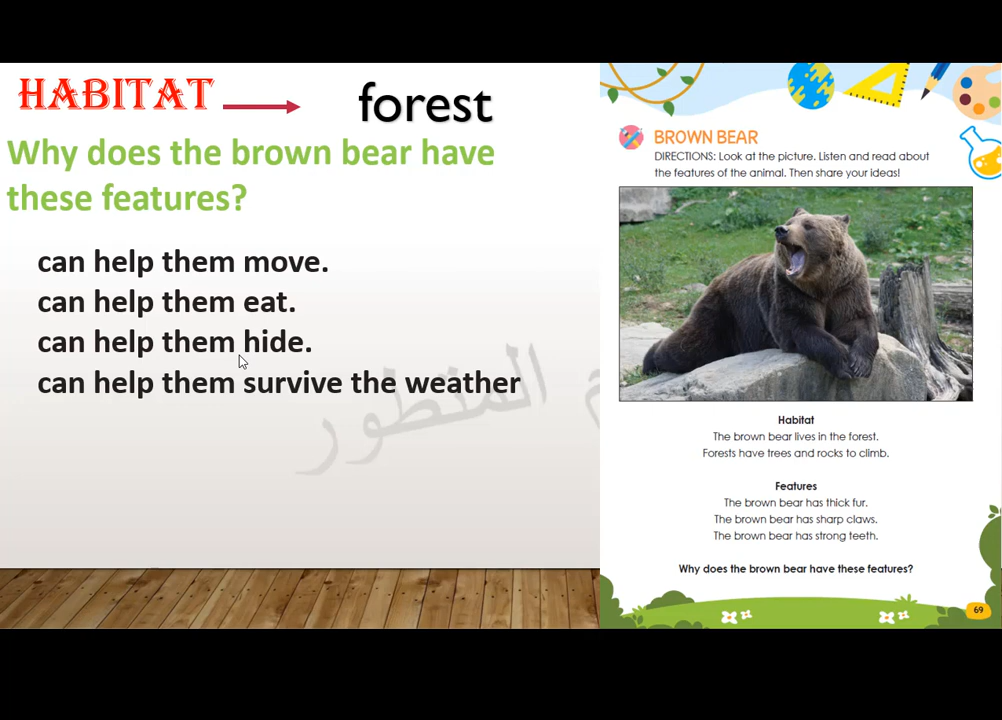 HABITAT
forest
Why does the brown bear have
these features?
can help them move.
can help them eat.
can help them hide.
can help them survive the weather
م المتطور
BROWN BEAR
DIRECTIONS: Look at the picture. Listen and read about
the features of the animal. Then share your ideas!
Habitat
The brown bear lives in the forest.
Forests have trees and rocks to climb.
Features
The brown bear has thick fur.
The brown bear has sharp claws.
The brown bear has strong teeth.
Why does the brown bear have these features?
69